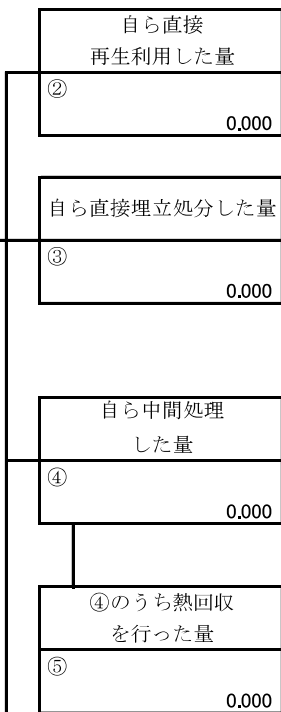 自ら直接
再生利用した量
②
0.000
自ら直接埋立処分した量
③
0.000
自ら中間処理
した量
④
0.000
④のうち熱回収
を行った量
⑤
0.000